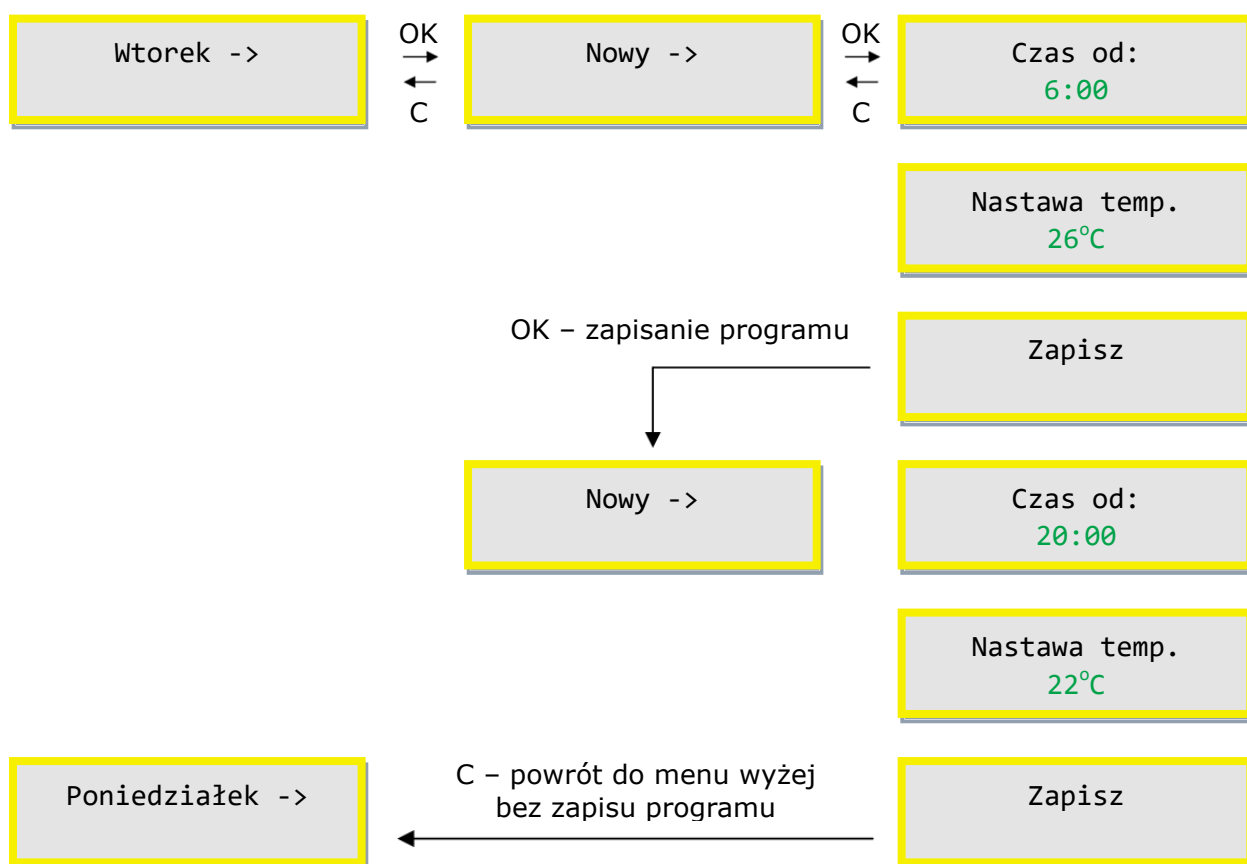 Wtorek ->
OK
C
Nowy ->
OK
C
Czas od:
6:00
Nastawa temp.
26°C
OK – zapisanie programu
Zapisz
Nowy ->
Czas od:
20:00
Nastawa temp.
22°C
Poniedziałek ->
C – powrót do menu wyżej
bez zapisu programu
Zapisz